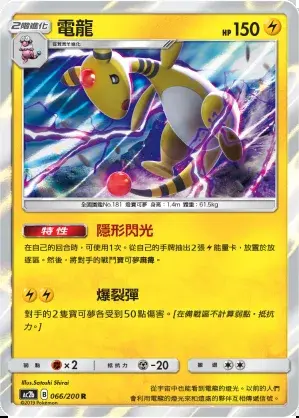 2階進化 電龍 HP 150
從茸茸羊進化
全國圖鑑No.181 燈寶可夢 身高：1.4m 體重：61.5kg
特性 隱形閃光
在自己的回合時，可使用1次。從自己的手牌抽出2張能量卡，放置於放
逐區。然後，將對手的戰鬥寶可夢麻痺。
爆裂彈
對手的2隻寶可夢各受到50點傷害。[在備戰區不計算弱點、抵抗
力。]
弱點 ×2 抵抗力 -20 撤退
Illus.Satoshi Shirai
AC2b B 066/200 R
©2019 Pokémon
從宇宙中也能看到電龍的燈光。以前的人們
會利用電龍的燈光來和遠處的夥伴互相傳遞信號。